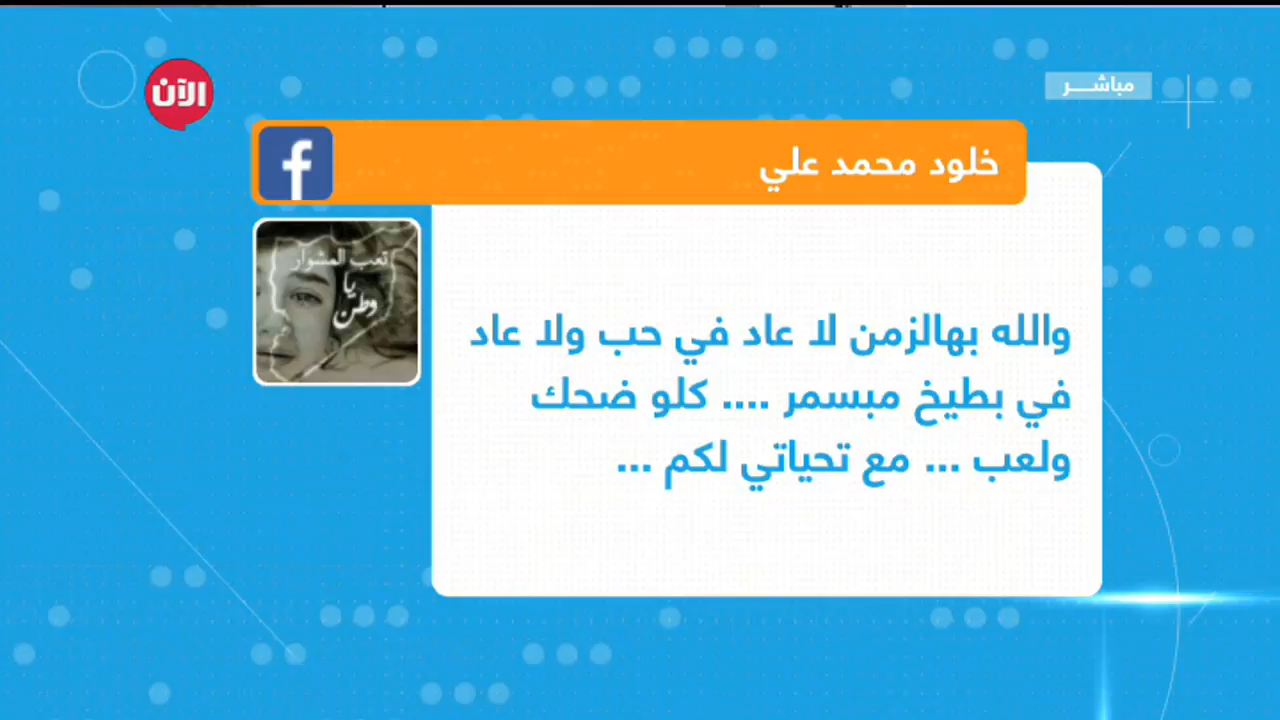 الآن
مباشر
خلود محمد علي
تعب المشوار
يا
وطن
والله بهالزمن لا عاد في حب ولا عاد
في بطيخ مبسمر .... كلو ضحك
ولعب ... مع تحياتي لكم ...